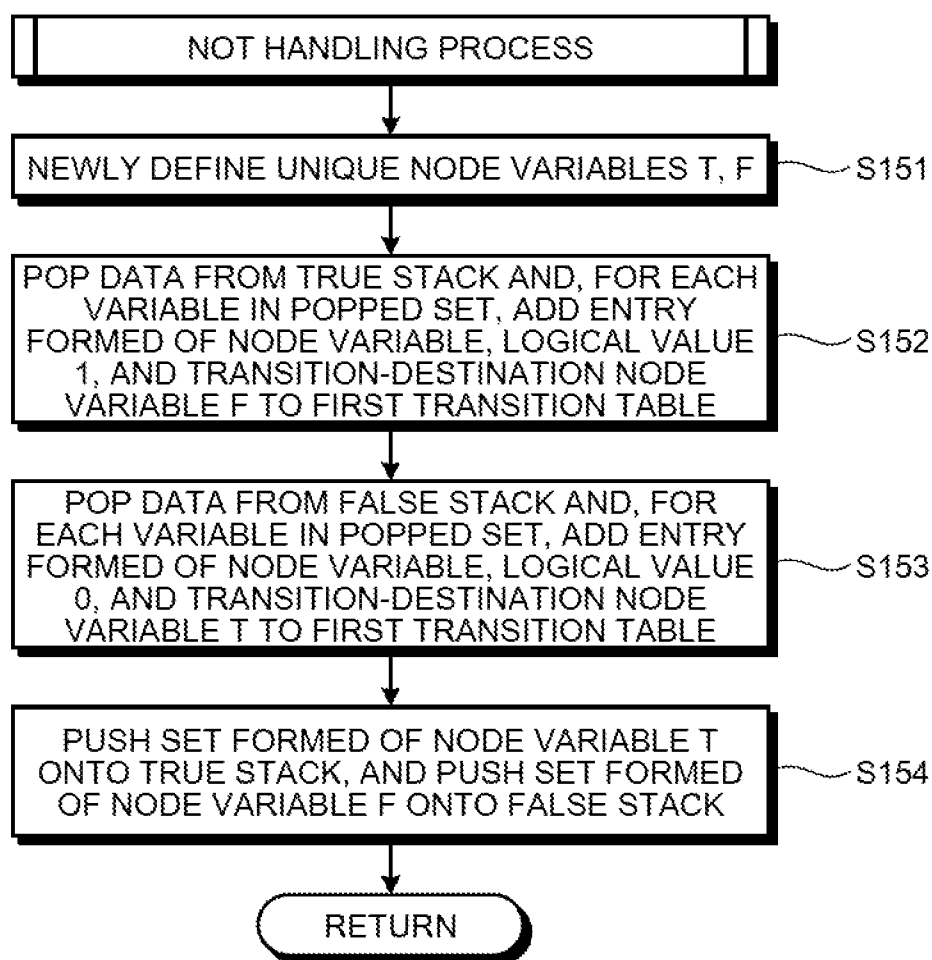 NOT HANDLING PROCESS
NEWLY DEFINE UNIQUE NODE VARIABLES T, F
S151
POP DATA FROM TRUE STACK AND, FOR EACH
VARIABLE IN POPPED SET, ADD ENTRY
FORMED OF NODE VARIABLE, LOGICAL VALUE
1, AND TRANSITION-DESTINATION NODE
VARIABLE F TO FIRST TRANSITION TABLE
S152
POP DATA FROM FALSE STACK AND, FOR
EACH VARIABLE IN POPPED SET, ADD ENTRY
FORMED OF NODE VARIABLE, LOGICAL VALUE
0, AND TRANSITION-DESTINATION NODE
VARIABLE T TO FIRST TRANSITION TABLE
S153
PUSH SET FORMED OF NODE VARIABLE T
ONTO TRUE STACK, AND PUSH SET FORMED
OF NODE VARIABLE F ONTO FALSE STACK
S154
RETURN